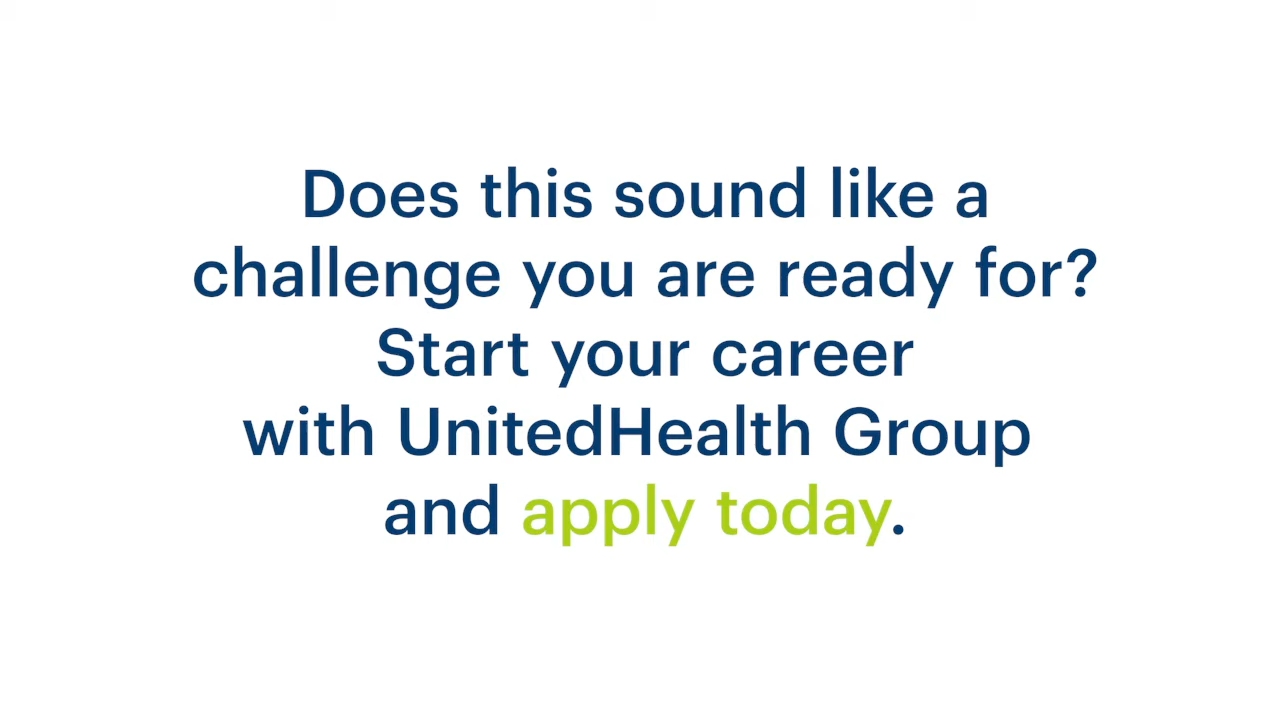 Does this sound like a
challenge you are ready for?
Start your career
with UnitedHealth Group
and apply today.